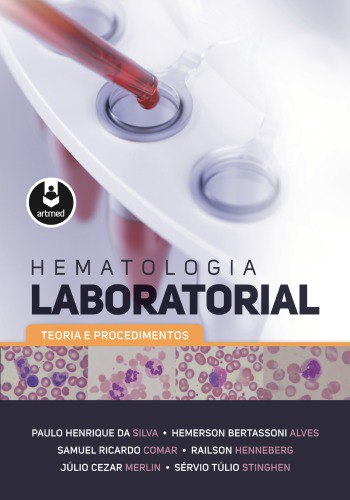 artmed
HEMATOLOGIA
LABORATORIAL
TEORIA E PROCEDIMENTOS
PAULO HENRIQUE DA SILVA • HEMERSON BERTASSONI ALVES
SAMUEL RICARDO COMAR • RAILSON HENNEBERG
JÚLIO CEZAR MERLIN • SÉRVIO TÚLIO STINGHEN